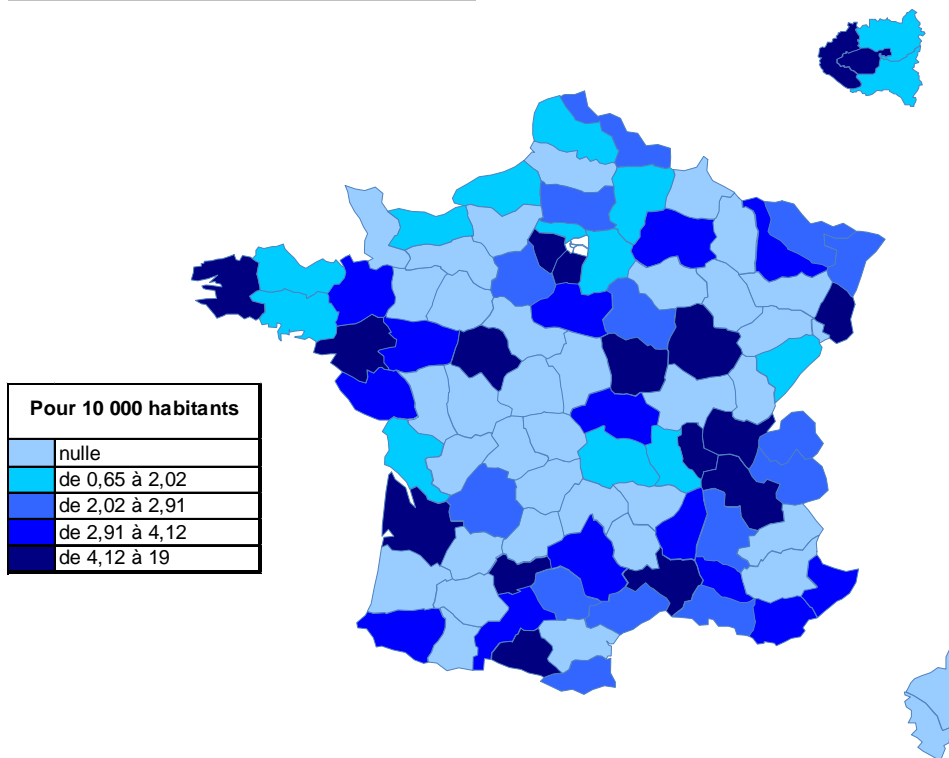 Pour 10 000 habitants
nulle
de 0,65 à 2,02
de 2,02 à 2,91
de 2,91 à 4,12
de 4,12 à 19